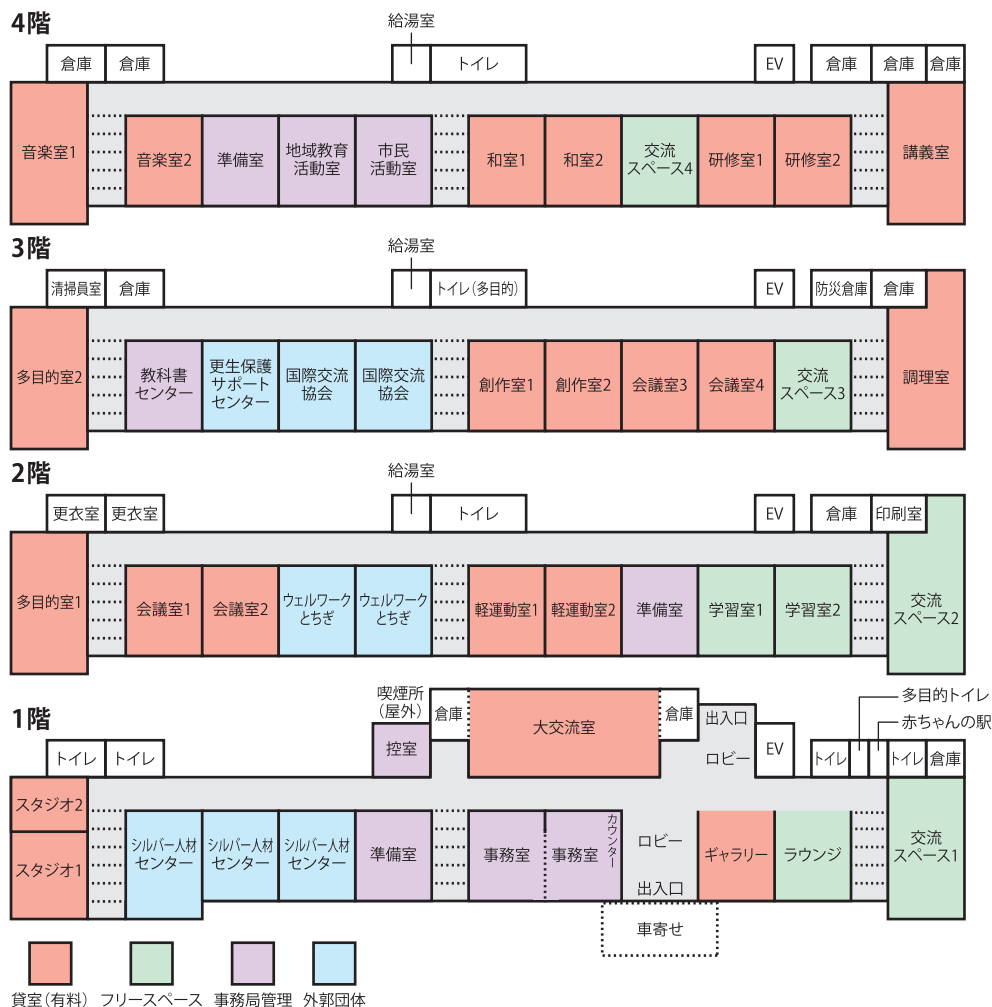 4階
給湯室
倉庫
倉庫
トイレ
EV
倉庫
倉庫
倉庫
音楽室1
音楽室2
準備室
地域教育
活動室
市民
活動室
和室1
和室2
交流
スペース4
研修室1
研修室2
講義室
3階
給湯室
清掃員室
倉庫
トイレ(多目的)
EV
防災倉庫
倉庫
多目的室2
教科書
センター
更生保護
サポート
センター
国際交流
協会
国際交流
協会
創作室1
創作室2
会議室3
会議室4
交流
スペース3
調理室
2階
給湯室
更衣室
更衣室
トイレ
EV
倉庫
印刷室
多目的室1
会議室1
会議室2
ウェルワーク
とちぎ
ウェルワーク
とちぎ
軽運動室1
軽運動室2
準備室
学習室1
学習室2
交流
スペース2
1階
喫煙所
(屋外)
倉庫
大交流室
倉庫
出入口
多目的トイレ
赤ちゃんの駅
トイレ
トイレ
控室
ロビー
EV
トイレ
トイレ
倉庫
スタジオ2
スタジオ1
シルバー人材
センター
シルバー人材
センター
シルバー人材
センター
準備室
事務室
事務室
カウンター
ロビー
出入口
ギャラリー
ラウンジ
交流
スペース1
車寄せ
貸室(有料)
フリースペース
事務局管理
外郭団体